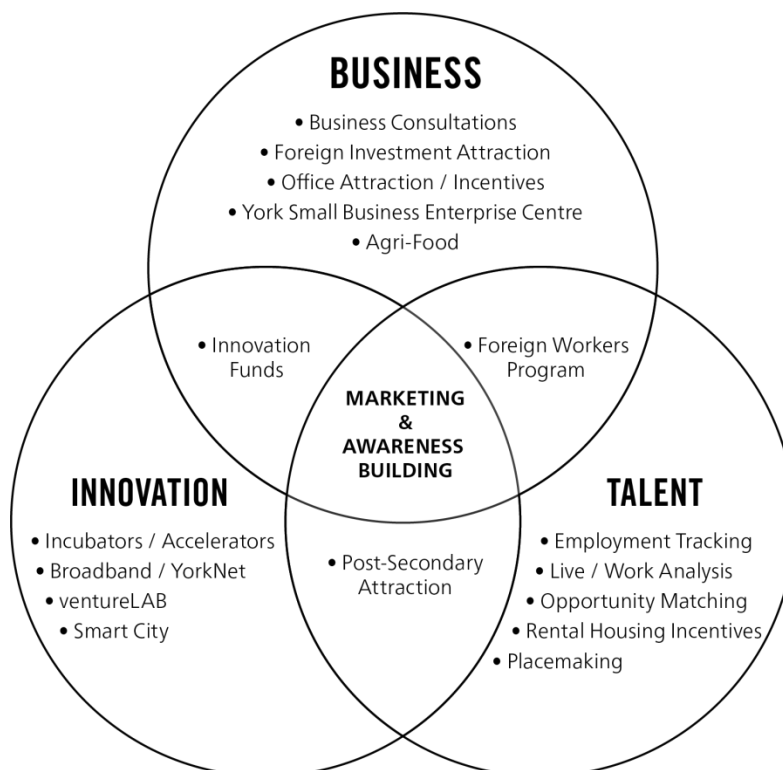 BUSINESS
• Business Consultations
• Foreign Investment Attraction
• Office Attraction / Incentives
• York Small Business Enterprise Centre
• Agri-Food
• Innovation
Funds
• Foreign Workers
Program
MARKETING
&
AWARENESS
BUILDING
INNOVATION
• Incubators / Accelerators
• Broadband / YorkNet
• ventureLAB
• Smart City
• Post-Secondary
Attraction
TALENT
• Employment Tracking
• Live / Work Analysis
• Opportunity Matching
• Rental Housing Incentives
• Placemaking